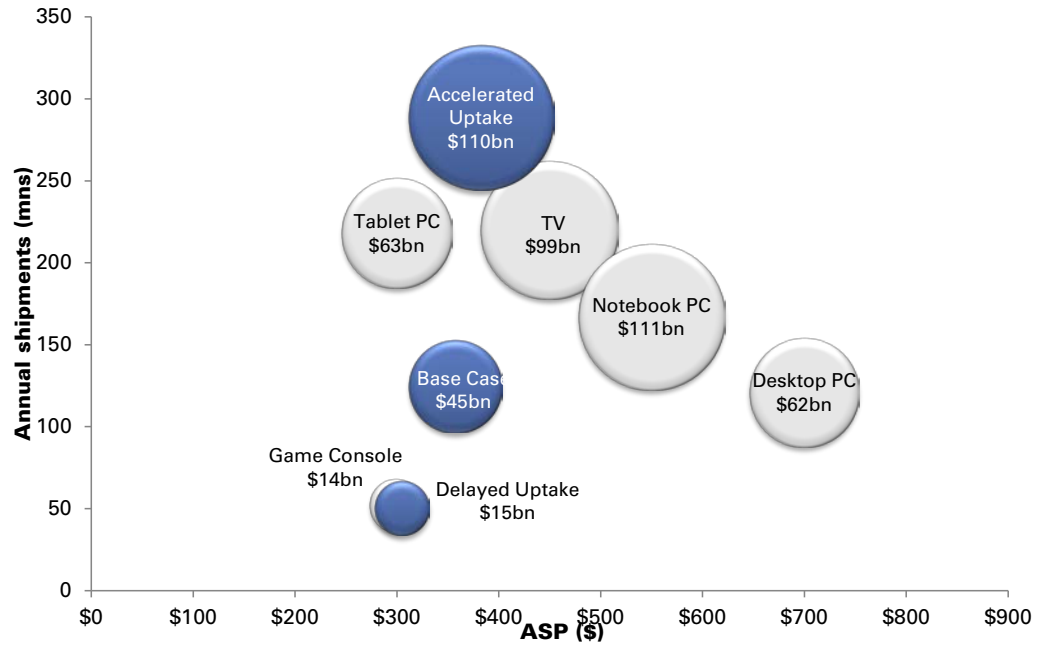 350
300
250
200
150
100
50
0
Annual shipments (mns)
Accelerated
Uptake
$110bn
Tablet PC
$63bn
TV
$99bn
Notebook PC
$111bn
Base Case
$45bn
Desktop PC
$62bn
Game Console
$14bn
Delayed Uptake
$15bn
$0 $100 $200 $300 $400 $500 $600 $700 $800 $900
ASP ($)